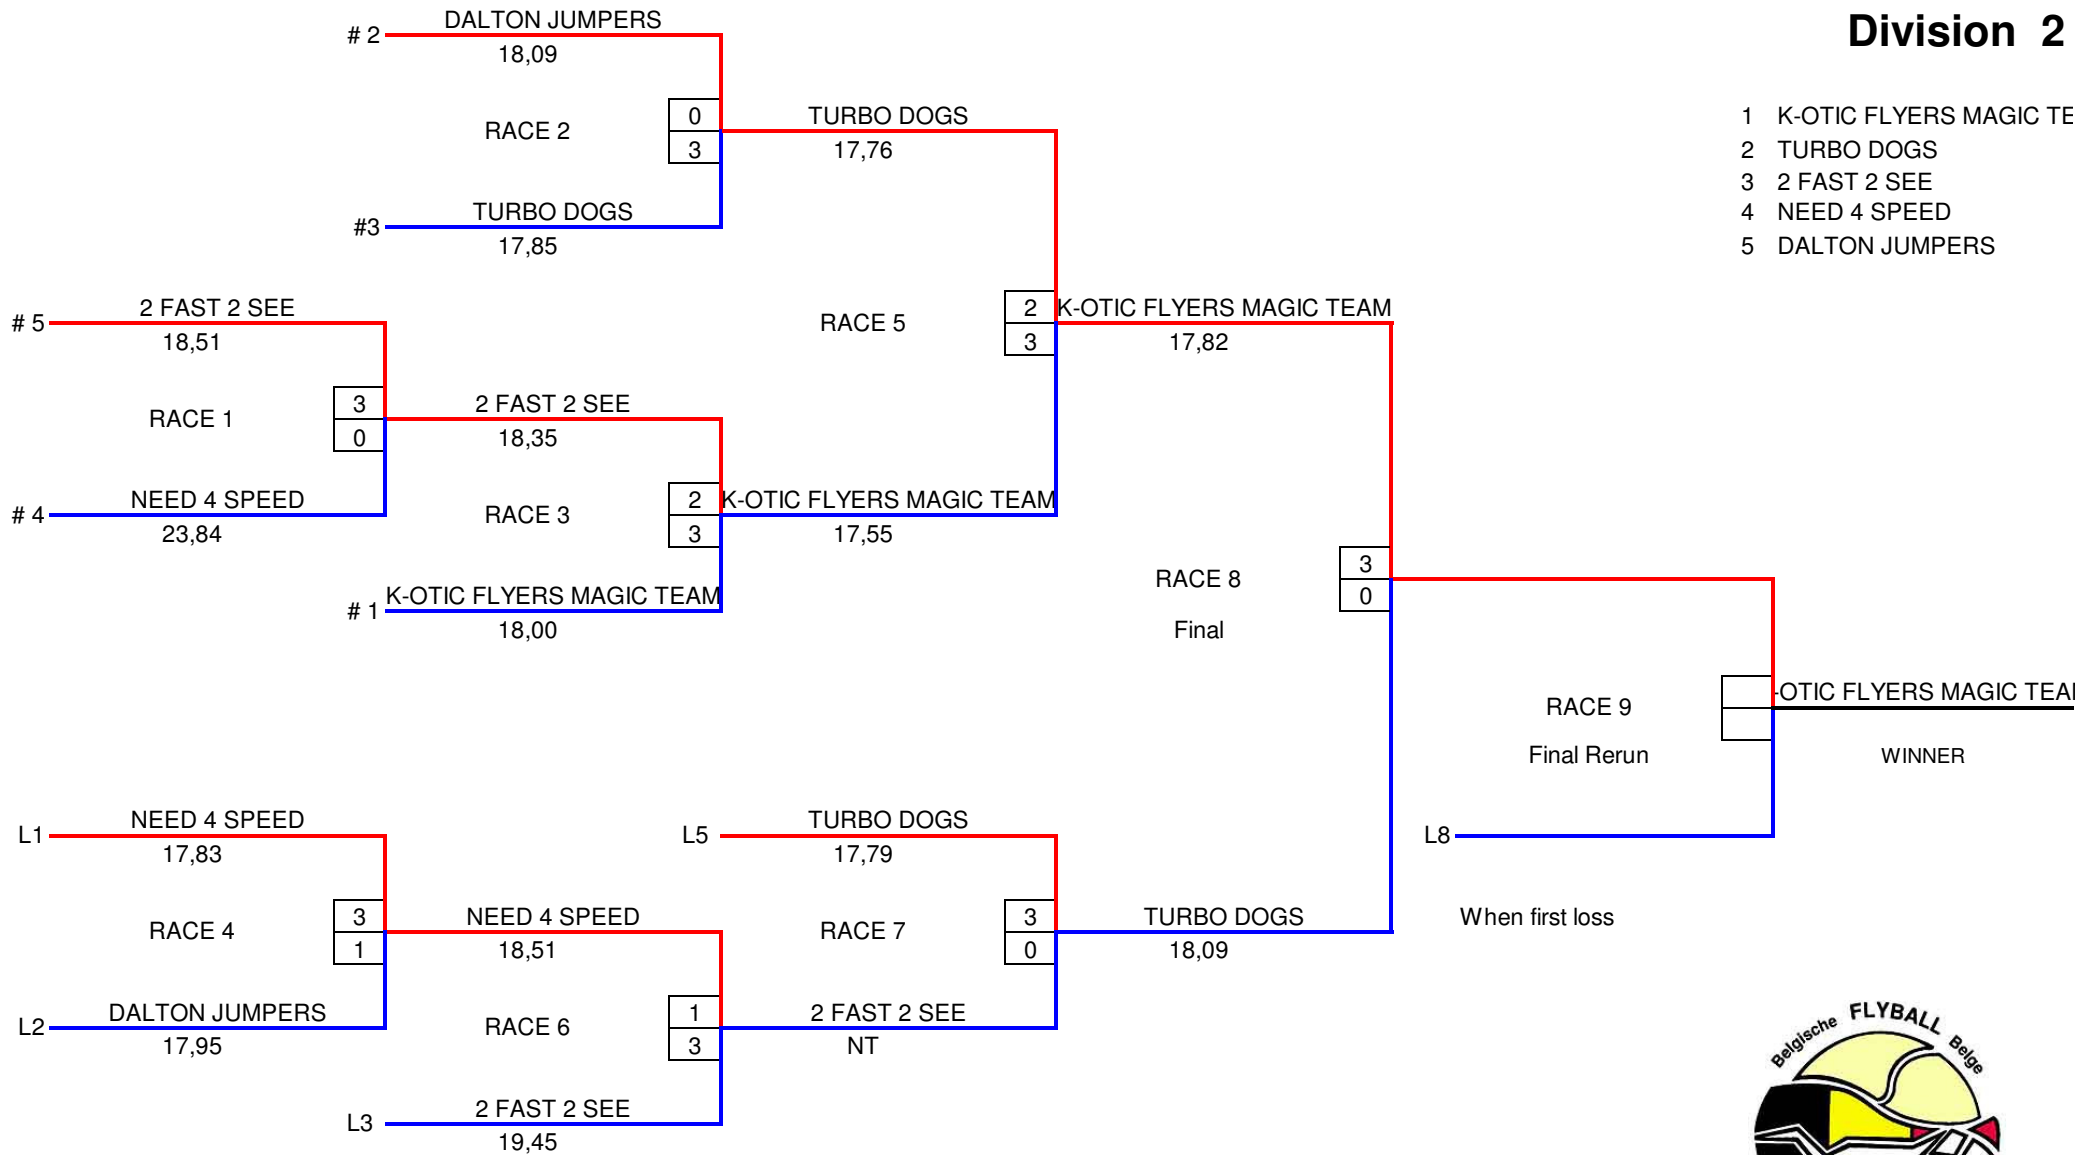 Division 2
1 K-OTIC FLYERS MAGIC TE
2 TURBO DOGS
3 2 FAST 2 SEE
4 NEED 4 SPEED
5 DALTON JUMPERS
# 2
DALTON JUMPERS
18,09
RACE 2
0
3
#3
TURBO DOGS
17,85
# 5
2 FAST 2 SEE
18,51
RACE 1
3
0
# 4
NEED 4 SPEED
23,84
2 FAST 2 SEE
18,35
RACE 3
2
3
# 1
K-OTIC FLYERS MAGIC TEAM
18,00
TURBO DOGS
17,76
RACE 5
2
3
K-OTIC FLYERS MAGIC TEAM
17,55
K-OTIC FLYERS MAGIC TEAM
17,82
RACE 8
Final
3
0
L1
NEED 4 SPEED
17,83
RACE 4
3
1
L2
DALTON JUMPERS
17,95
NEED 4 SPEED
18,51
RACE 6
1
3
L3
2 FAST 2 SEE
19,45
L5
TURBO DOGS
17,79
RACE 7
3
0
2 FAST 2 SEE
NT
TURBO DOGS
18,09
RACE 9
Final Rerun
-OTIC FLYERS MAGIC TEA
WINNER
L8
When first loss
Belgische FLYBALL Belge